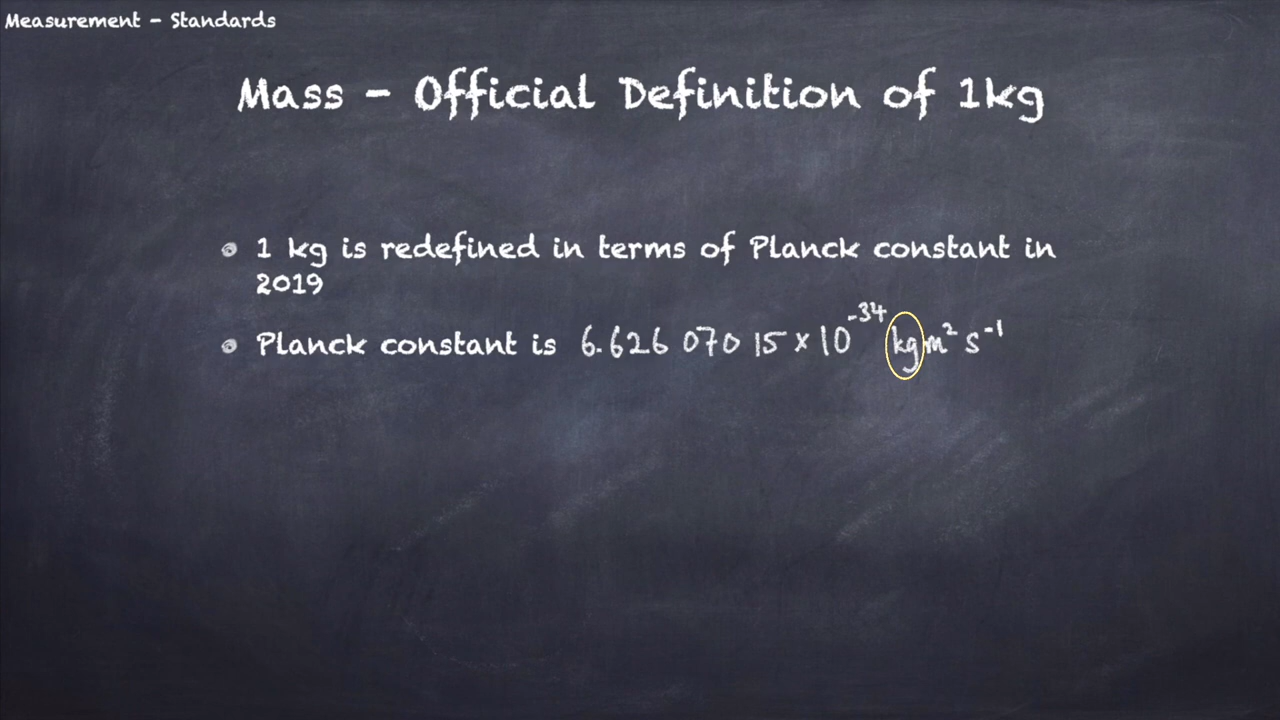 Measurement - Standards
Mass - Official Definition of 1kg
1 kg is redefined in terms of Planck constant in
2019
Planck constant is 6.626 070 15 × 10⁻³⁴ kg m² s⁻¹